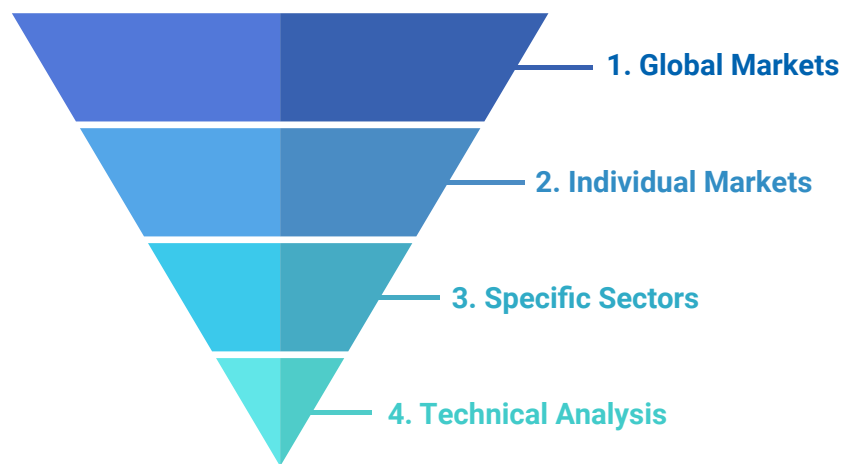 1. Global Markets
2. Individual Markets
3. Specific Sectors
4. Technical Analysis